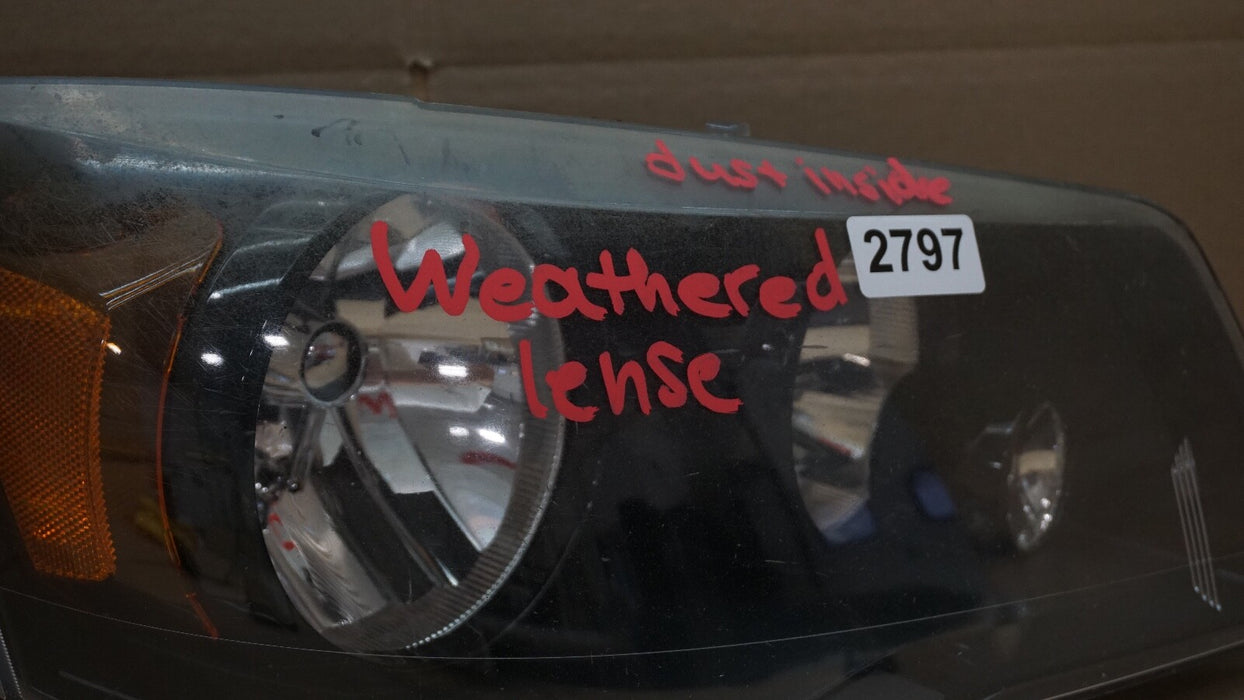 dust inside
Weathered
lense
2797